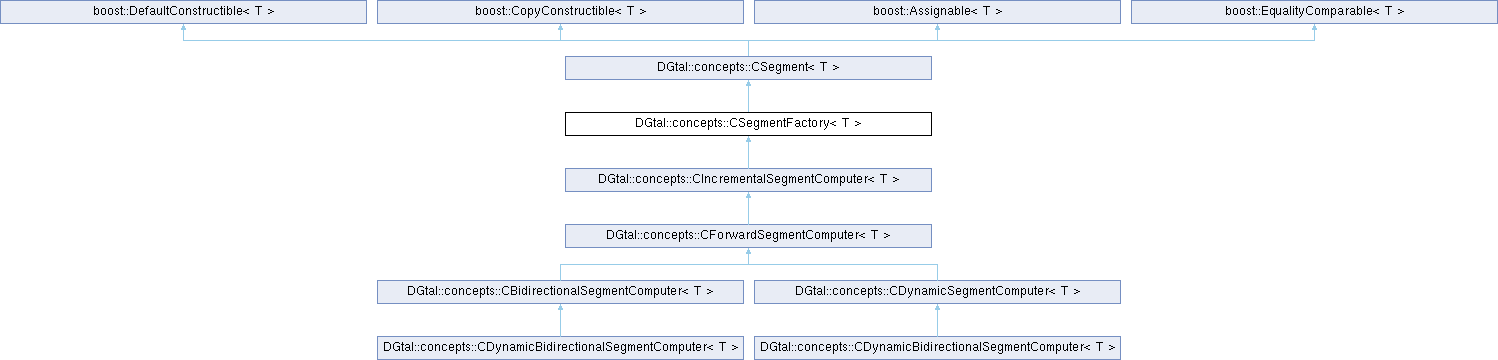 boost::DefaultConstructible< T >
boost::CopyConstructible< T >
boost::Assignable< T >
boost::EqualityComparable< T >
DGtal::concepts::CSegment< T >
DGtal::concepts::CSegmentFactory< T >
DGtal::concepts::CIncrementalSegmentComputer< T >
DGtal::concepts::CForwardSegmentComputer< T >
DGtal::concepts::CBidirectionalSegmentComputer< T >
DGtal::concepts::CDynamicSegmentComputer< T >
DGtal::concepts::CDynamicBidirectionalSegmentComputer< T >
DGtal::concepts::CDynamicBidirectionalSegmentComputer< T >